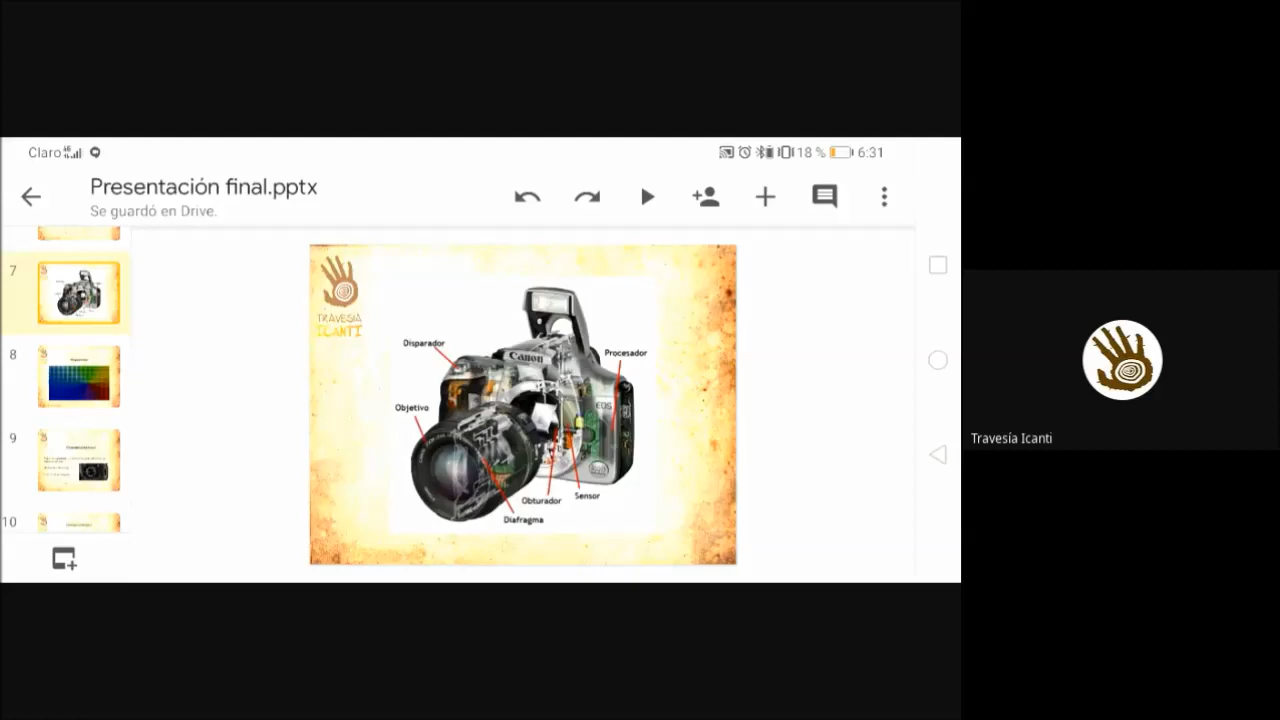 Claro
18 %
6:31
Presentación final.pptx
Se guardó en Drive.
7
8
9
10
TRAVESÍA
ICANTI
Disparador
Canon
Procesador
EOS
Objetivo
Obturador
Sensor
Diafragma
Travesía Icanti